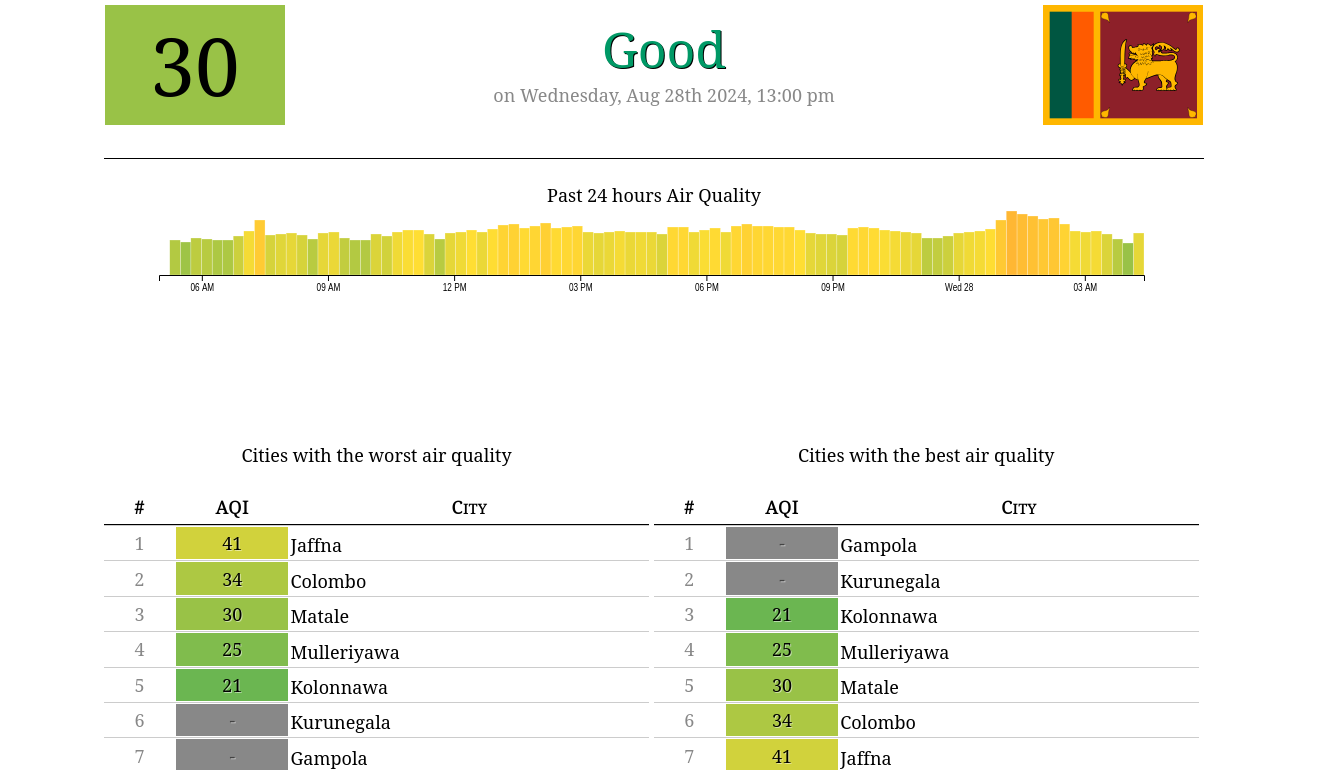 30
Good
on Wednesday, Aug 28th 2024, 13:00 pm
Past 24 hours Air Quality
06 AM 09 AM 12 PM 03 PM 06 PM 09 PM Wed 28 03 AM
Cities with the worst air quality
# AQI City
1 41 Jaffna
2 34 Colombo
3 30 Matale
4 25 Mulleriyawa
5 21 Kolonnawa
6 - Kurunegala
7 - Gampola
Cities with the best air quality
# AQI City
1 - Gampola
2 - Kurunegala
3 21 Kolonnawa
4 25 Mulleriyawa
5 30 Matale
6 34 Colombo
7 41 Jaffna